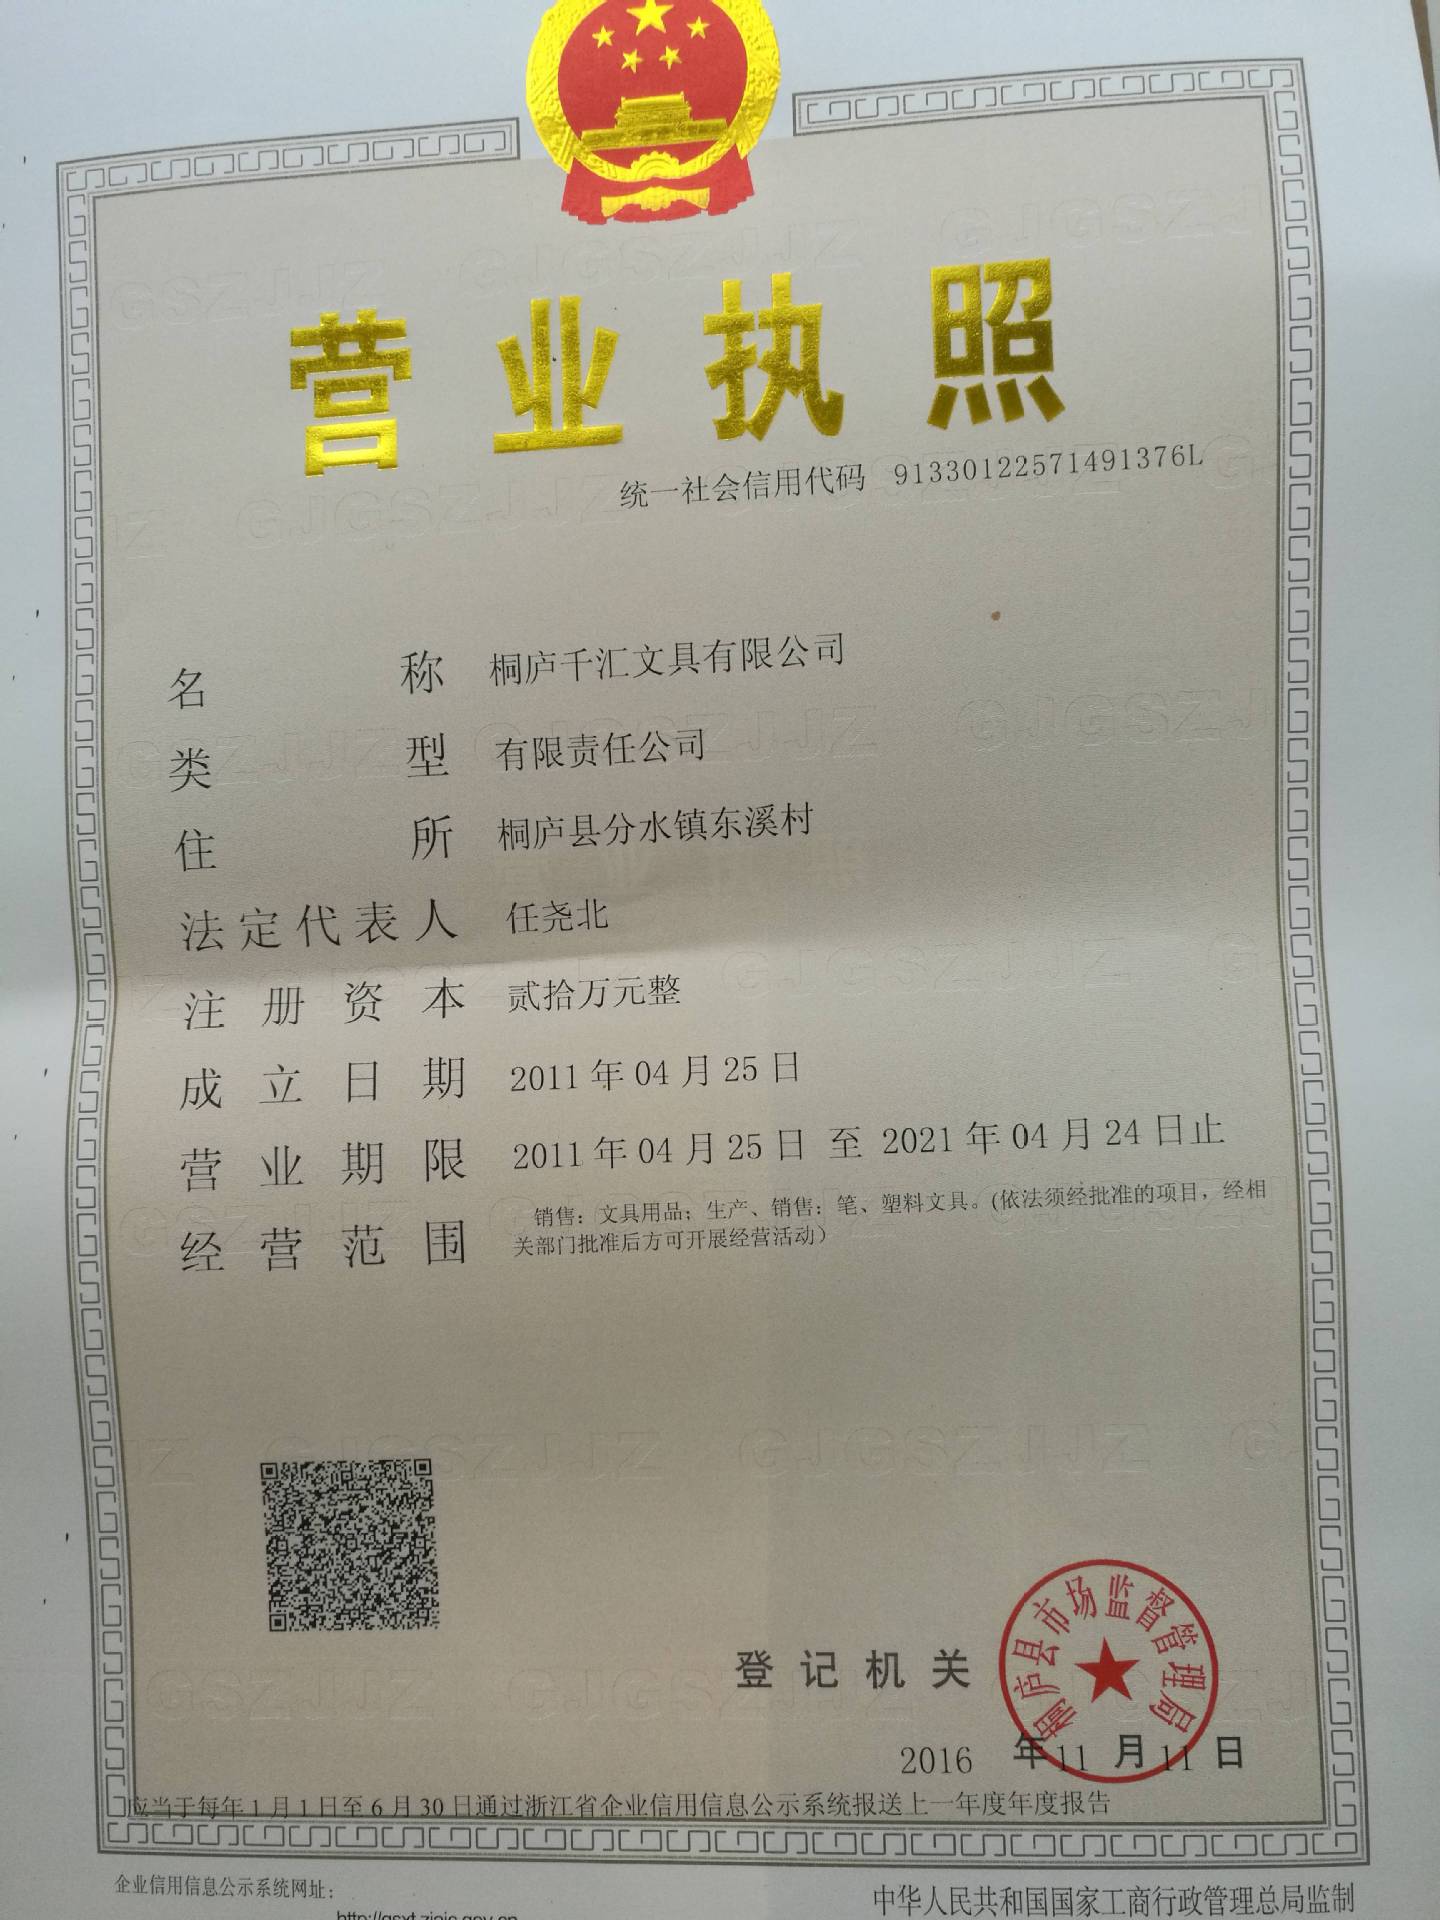 营业执照
统一社会信用代码 91330122571491376L
名称 桐庐千汇文具有限公司
类型 有限责任公司
住所 桐庐县分水镇东溪村
法定代表人 任尧北
注册资本 贰拾万元整
成立日期 2011年04月25日
营业期限 2011年04月25日 至 2021年04月24日止
经营范围 销售：文具用品；生产、销售：笔、塑料文具。(依法须经批准的项目，经相
关部门批准后方可开展经营活动）
登记机关
桐庐县市场监督管理局
2016 年 11 月 11 日
应当于每年1月1日至6月30日通过浙江省企业信用信息公示系统报送上一年度年度报告
企业信用信息公示系统网址：
中华人民共和国国家工商行政管理总局监制